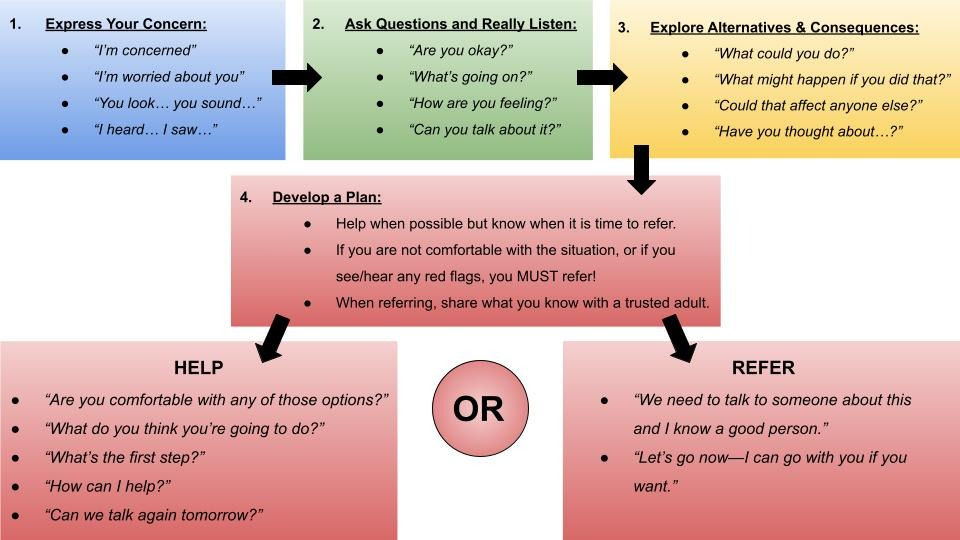 1. Express Your Concern:
● “I’m concerned”
● “I’m worried about you”
● “You look… you sound…”
● “I heard… I saw…”
2. Ask Questions and Really Listen:
● “Are you okay?”
● “What’s going on?”
● “How are you feeling?”
● “Can you talk about it?”
3. Explore Alternatives & Consequences:
● “What could you do?”
● “What might happen if you did that?”
● “Could that affect anyone else?”
● “Have you thought about…?”
4. Develop a Plan:
● Help when possible but know when it is time to refer.
● If you are not comfortable with the situation, or if you
see/hear any red flags, you MUST refer!
● When referring, share what you know with a trusted adult.
HELP
● “Are you comfortable with any of those options?”
● “What do you think you’re going to do?”
● “What’s the first step?”
● “How can I help?”
● “Can we talk again tomorrow?”
OR
REFER
● “We need to talk to someone about this
and I know a good person.”
● “Let’s go now—I can go with you if you
want.”